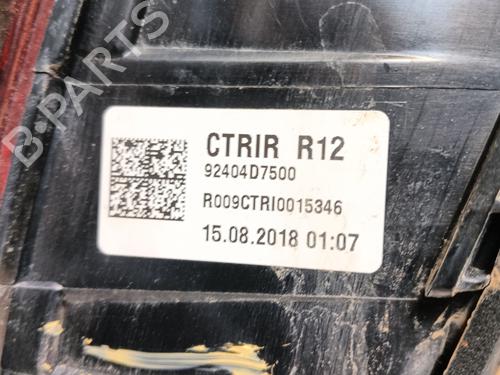 CTRIR R12
92404D7500
R009CTRI0015346
15.08.2018 01:07
B-PARTS